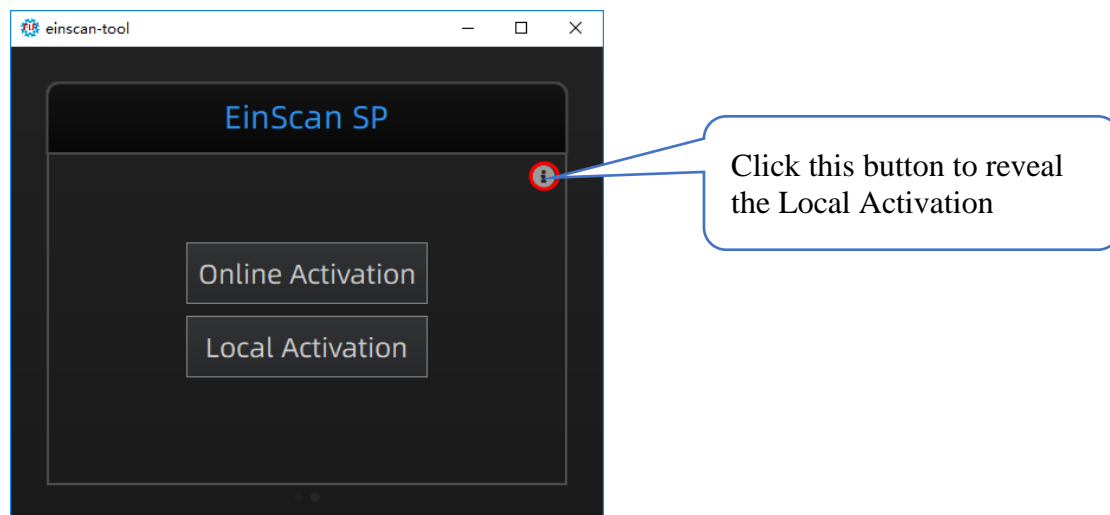 einscan-tool
EinScan SP
Click this button to reveal
the Local Activation
Online Activation
Local Activation